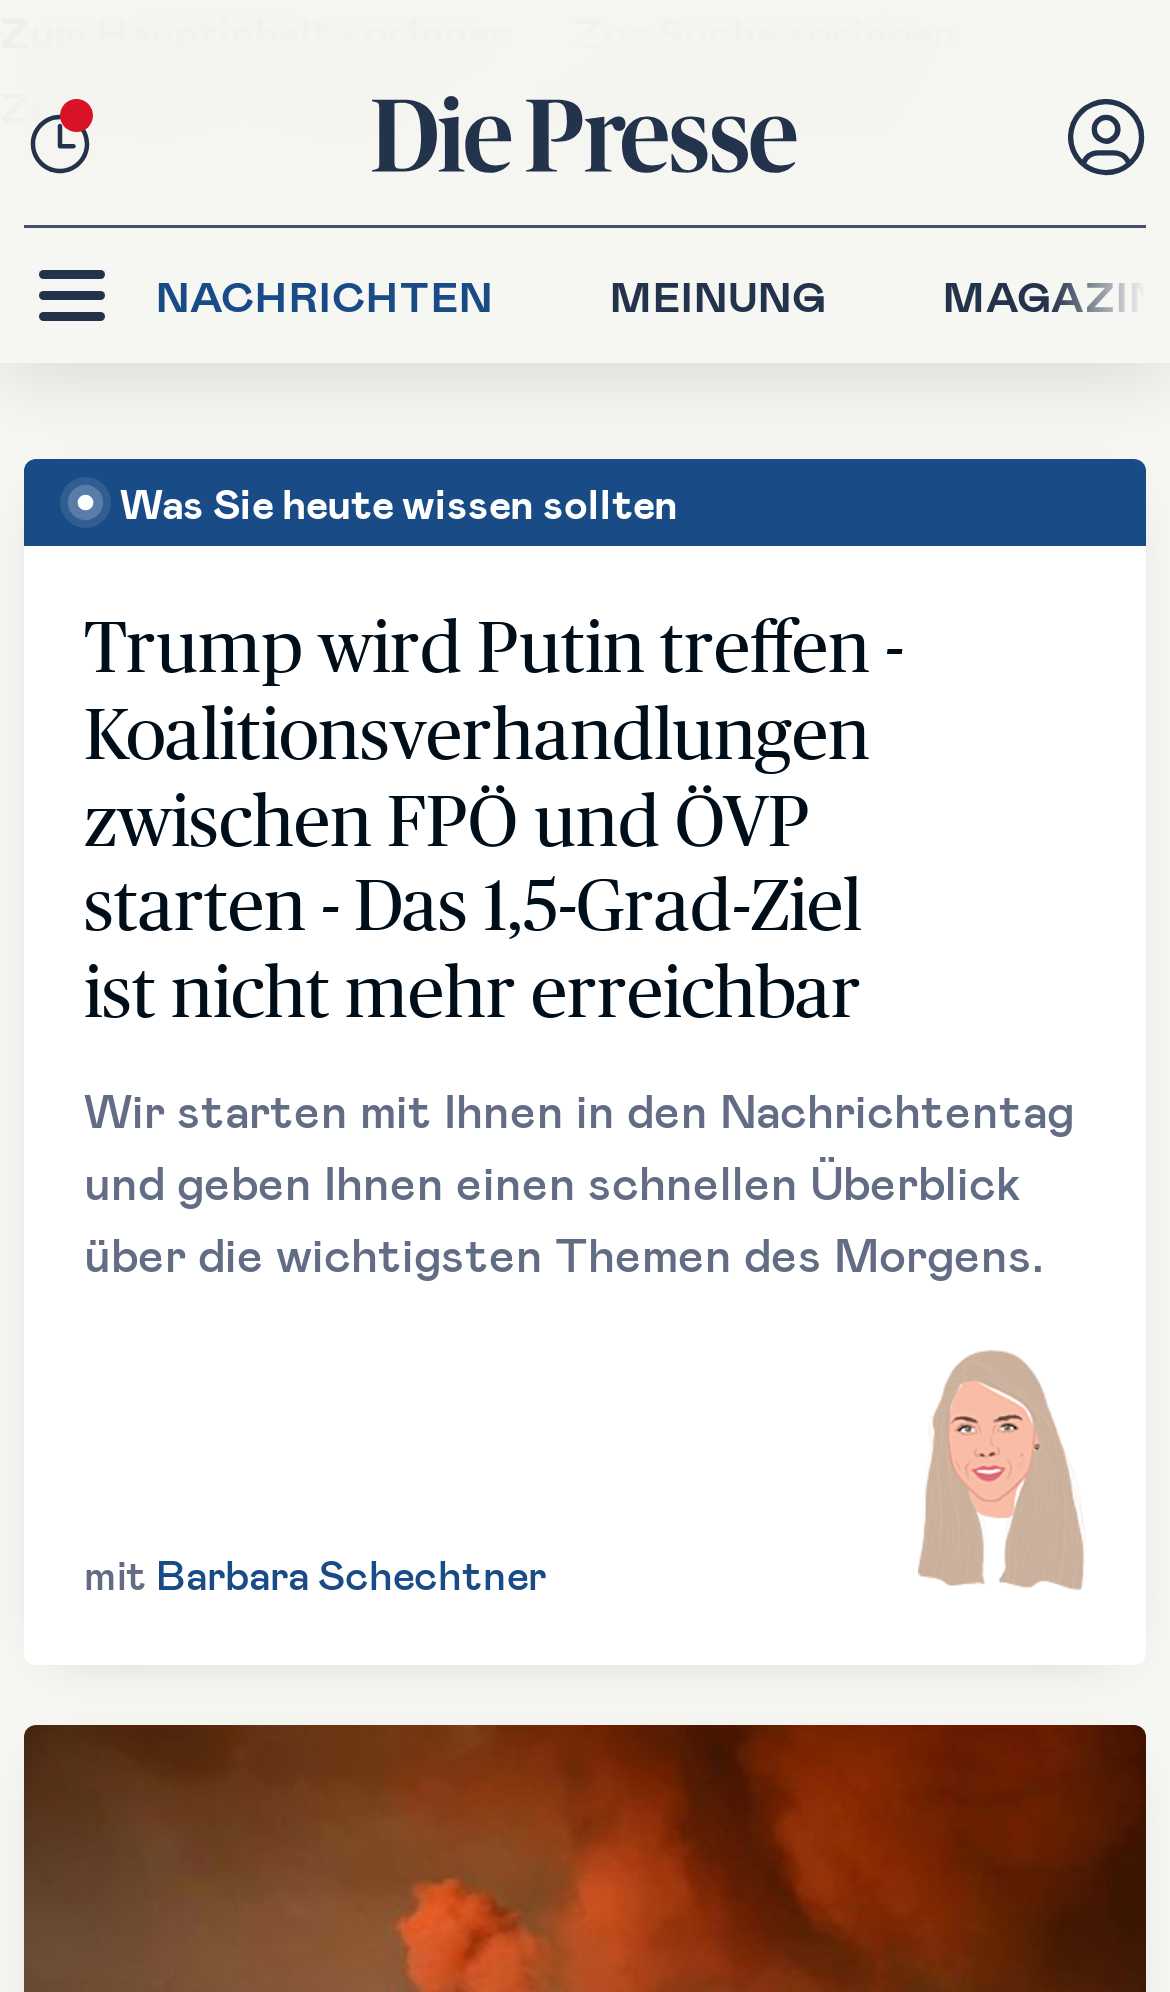 Die Presse
NACHRICHTEN MEINUNG MAGAZIN
Was Sie heute wissen sollten
Trump wird Putin treffen -
Koalitionsverhandlungen
zwischen FPÖ und ÖVP
starten - Das 1,5-Grad-Ziel
ist nicht mehr erreichbar
Wir starten mit Ihnen in den Nachrichtentag
und geben Ihnen einen schnellen Überblick
über die wichtigsten Themen des Morgens.
mit Barbara Schechtner